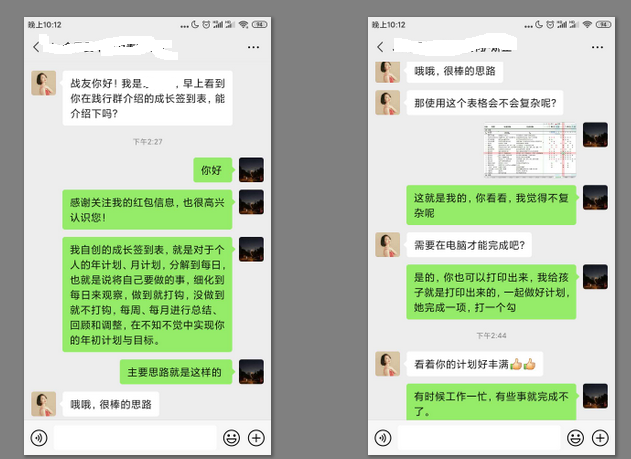 晚上10:12
战友你好！我是、
，早上看到
你在践行群介绍的成长签到表，能
介绍下吗？
下午2:27
你好
感谢关注我的红包信息，也很高兴
认识您！
我自创的成长签到表，就是对于个
人的年计划、月计划，分解到每日，
也就是说将自己要做的事，细化到
每日来观察，做到就打钩，没做到
就不打钩，每周、每月进行总结、
回顾和调整，在不知不觉中实现你
的年初计划与目标。
主要思路就是这样的
哦哦，很棒的思路
晚上10:12
哦哦，很棒的思路
那使用这个表格会不会复杂呢？
这就是我的，你看看，我觉得不复
杂呢
需要在电脑才能完成吧？
是的，你也可以打印出来，我给孩
子就是打印出来的，一起做好计划，
她完成一项，打一个勾
下午2:44
看着你的计划好丰满👍👍
有时候工作一忙，有些事就完成不
了。